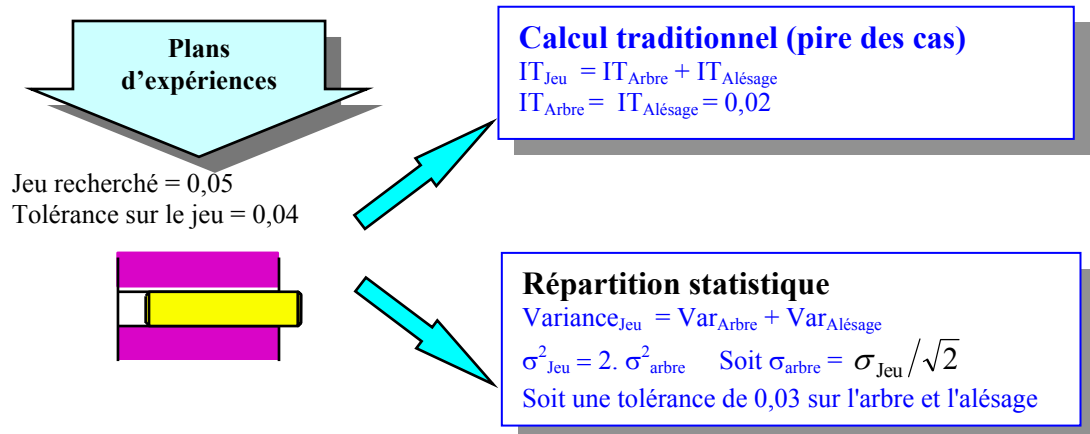 Plans
d’expériences
Jeu recherché = 0,05
Tolérance sur le jeu = 0,04
Calcul traditionnel (pire des cas)
IT_Jeu = IT_Arbre + IT_Alésage
IT_Arbre = IT_Alésage = 0,02
Répartition statistique
Variance_Jeu = Var_Arbre + Var_Alésage
σ²_Jeu = 2. σ²_arbre Soit σ_arbre = σ_Jeu/√2
Soit une tolérance de 0,03 sur l'arbre et l'alésage